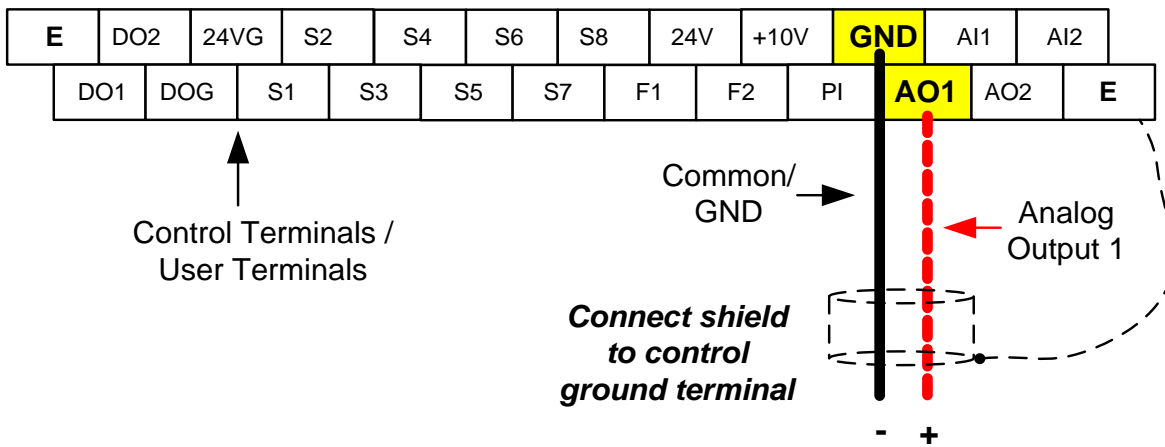 E DO2 24VG S2 S4 S6 S8 24V +10V GND AI1 AI2
DO1 DOG S1 S3 S5 S7 F1 F2 PI AO1 AO2 E
Control Terminals /
User Terminals
Common/
GND
Analog
Output 1
Connect shield
to control
ground terminal
- +